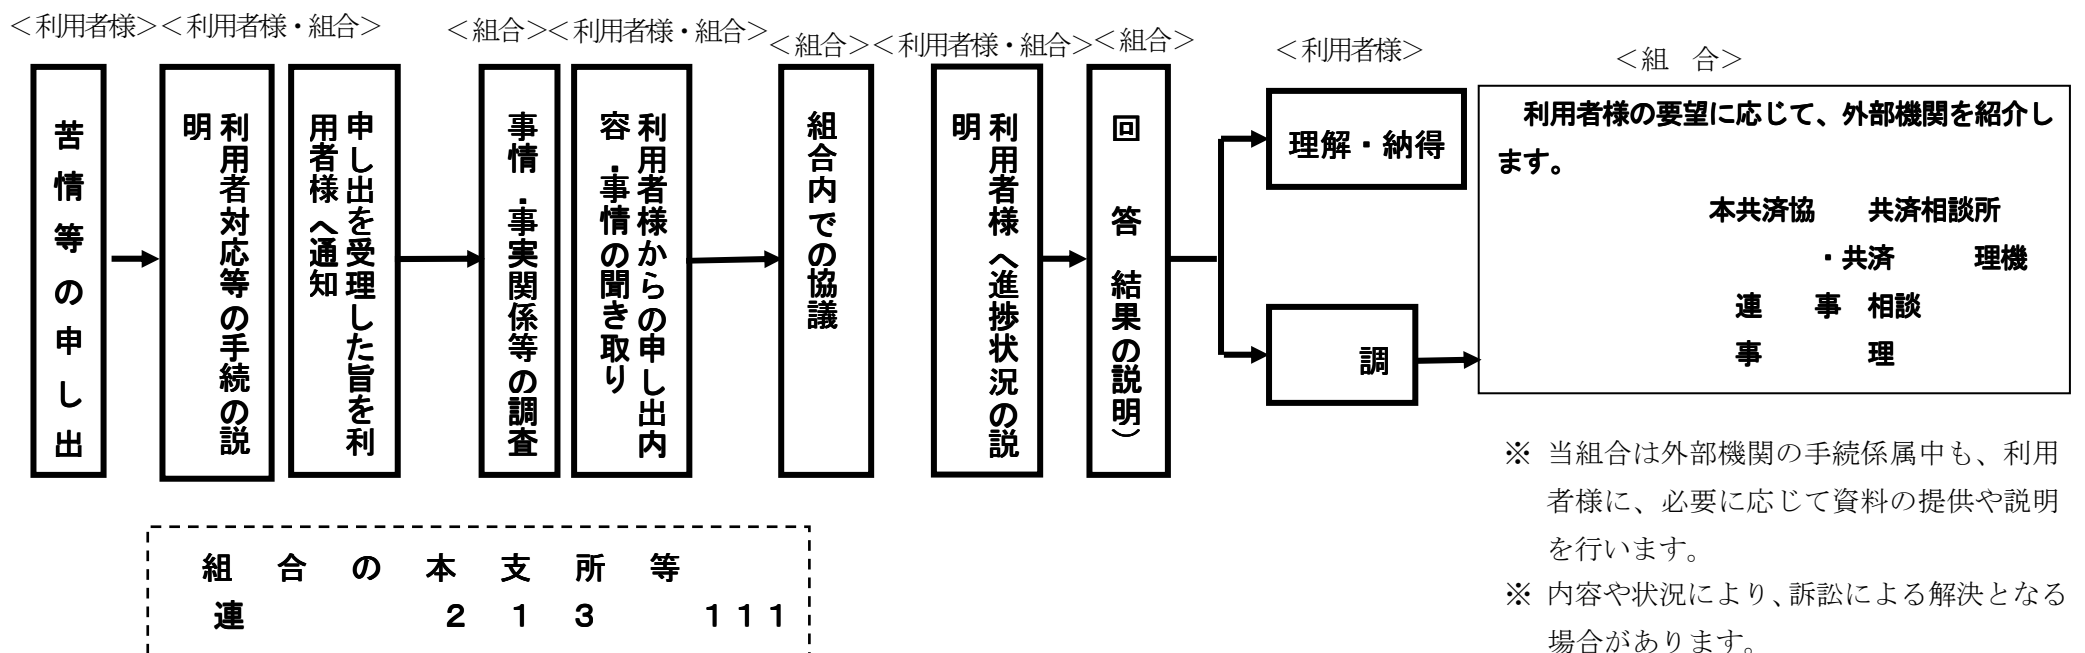 ＜利用者様＞
＜利用者様・組合＞
＜組合＞
＜利用者様・組合＞
＜組合＞
＜利用者様・組合＞
＜組合＞
＜利用者様＞
＜組　合＞
苦情等の申し出
利用者対応等の手続の説
明
申し出を受理した旨を利
用者様へ通知
事情・事実関係等の調査
利用者様からの申し出内
容・事情の聞き取り
組合内での協議
利用者様へ進捗状況の説
明
回　答　結果の説明）
理解・納得
調
利用者様の要望に応じて、外部機関を紹介し
ます。
本共済協　共済相談所
・共済　　理機
連　事　相談
事　　理
※ 当組合は外部機関の手続係属中も、利用
者様に、必要に応じて資料の提供や説明
を行います。
※ 内容や状況により、訴訟による解決となる
場合があります。
組合の本支所等
連　　２１３　１１１